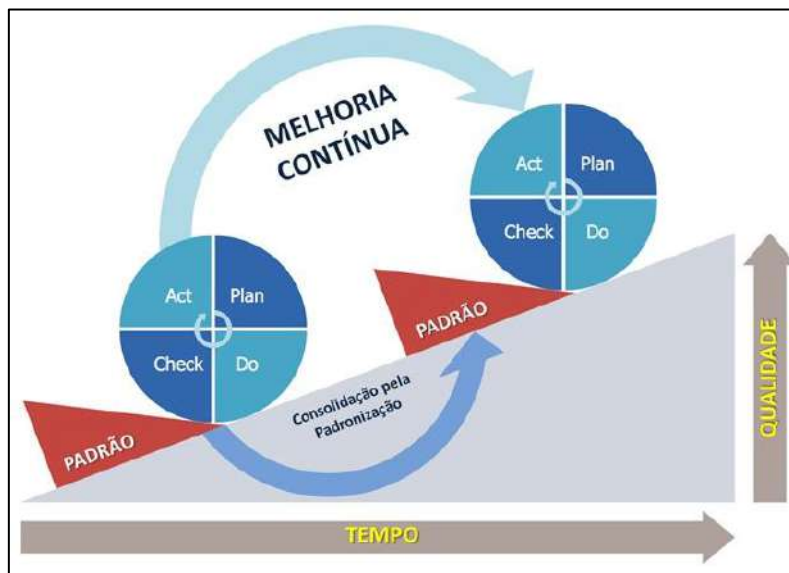 MELHORIA
CONTÍNUA
Act
Plan
Check
Do
Act
Plan
Check
Do
PADRÃO
PADRÃO
Consolidação pela
Padronização
QUALIDADE
TEMPO